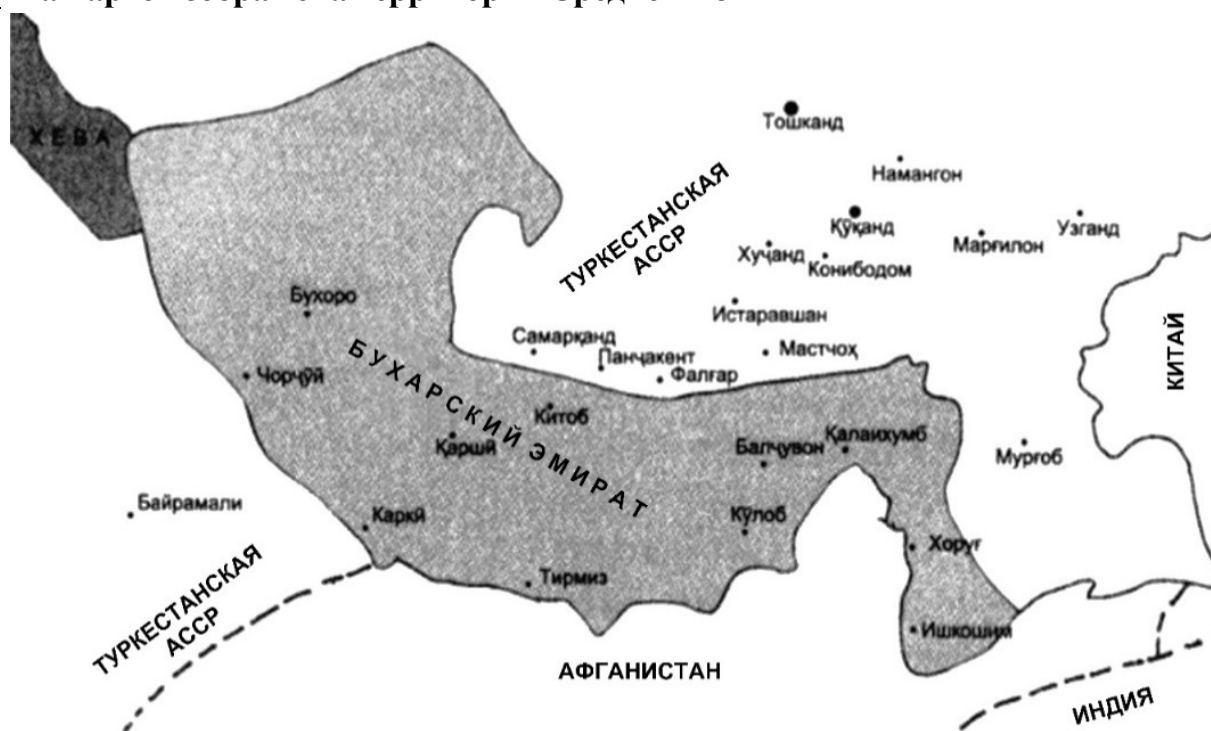 ХЕВА
Тошканд
Намангон
ТУРКЕСТАНСКАЯ
АССР
Қӯқанд
Узганд
Марғилон
Хуҷанд
Конибодом
Бухоро
Истаравшан
Самарқанд
Панҷакент
Мастчоҳ
Фалғар
КИТАЙ
Чорҷӯй
БУХАРСКИЙ ЭМИРАТ
Китоб
Қаршӣ
Балҷувон
Қалаихумб
Мурғоб
Байрамали
Каркӣ
Кӯлоб
Хоруғ
ТУРКЕСТАНСКАЯ
АССР
Тирмиз
Ишкошим
АФГАНИСТАН
ИНДИЯ